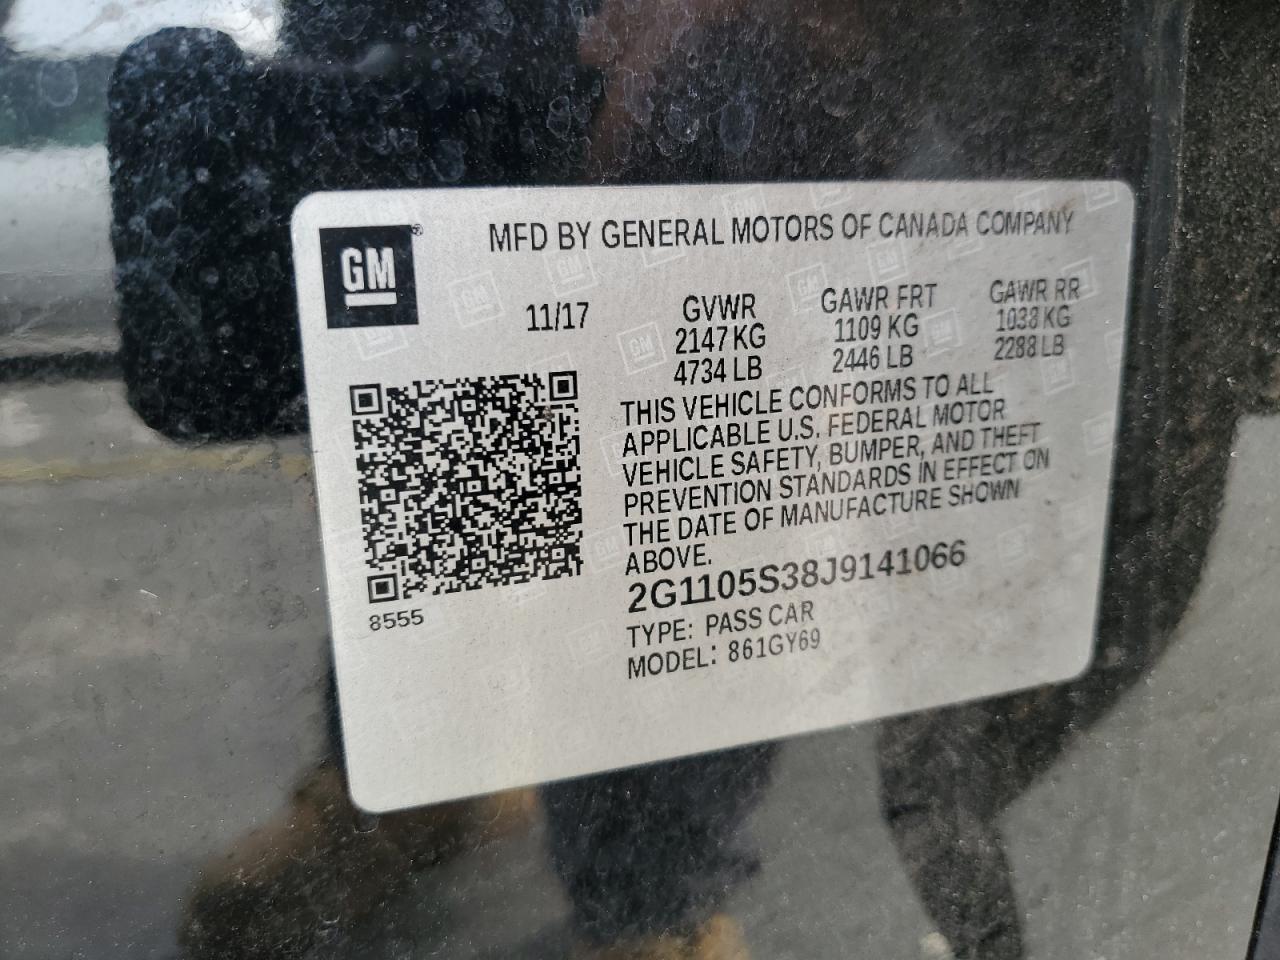 GM
MFD BY GENERAL MOTORS OF CANADA COMPANY
11/17
GVWR
2147 KG
4734 LB
GAWR FRT
1109 KG
2446 LB
GAWR RR
1038 KG
2288 LB
THIS VEHICLE CONFORMS TO ALL
APPLICABLE U.S. FEDERAL MOTOR
VEHICLE SAFETY, BUMPER, AND THEFT
PREVENTION STANDARDS IN EFFECT ON
THE DATE OF MANUFACTURE SHOWN
ABOVE.
2G1105S38J9141066
TYPE: PASS CAR
MODEL: 861GY69
8555